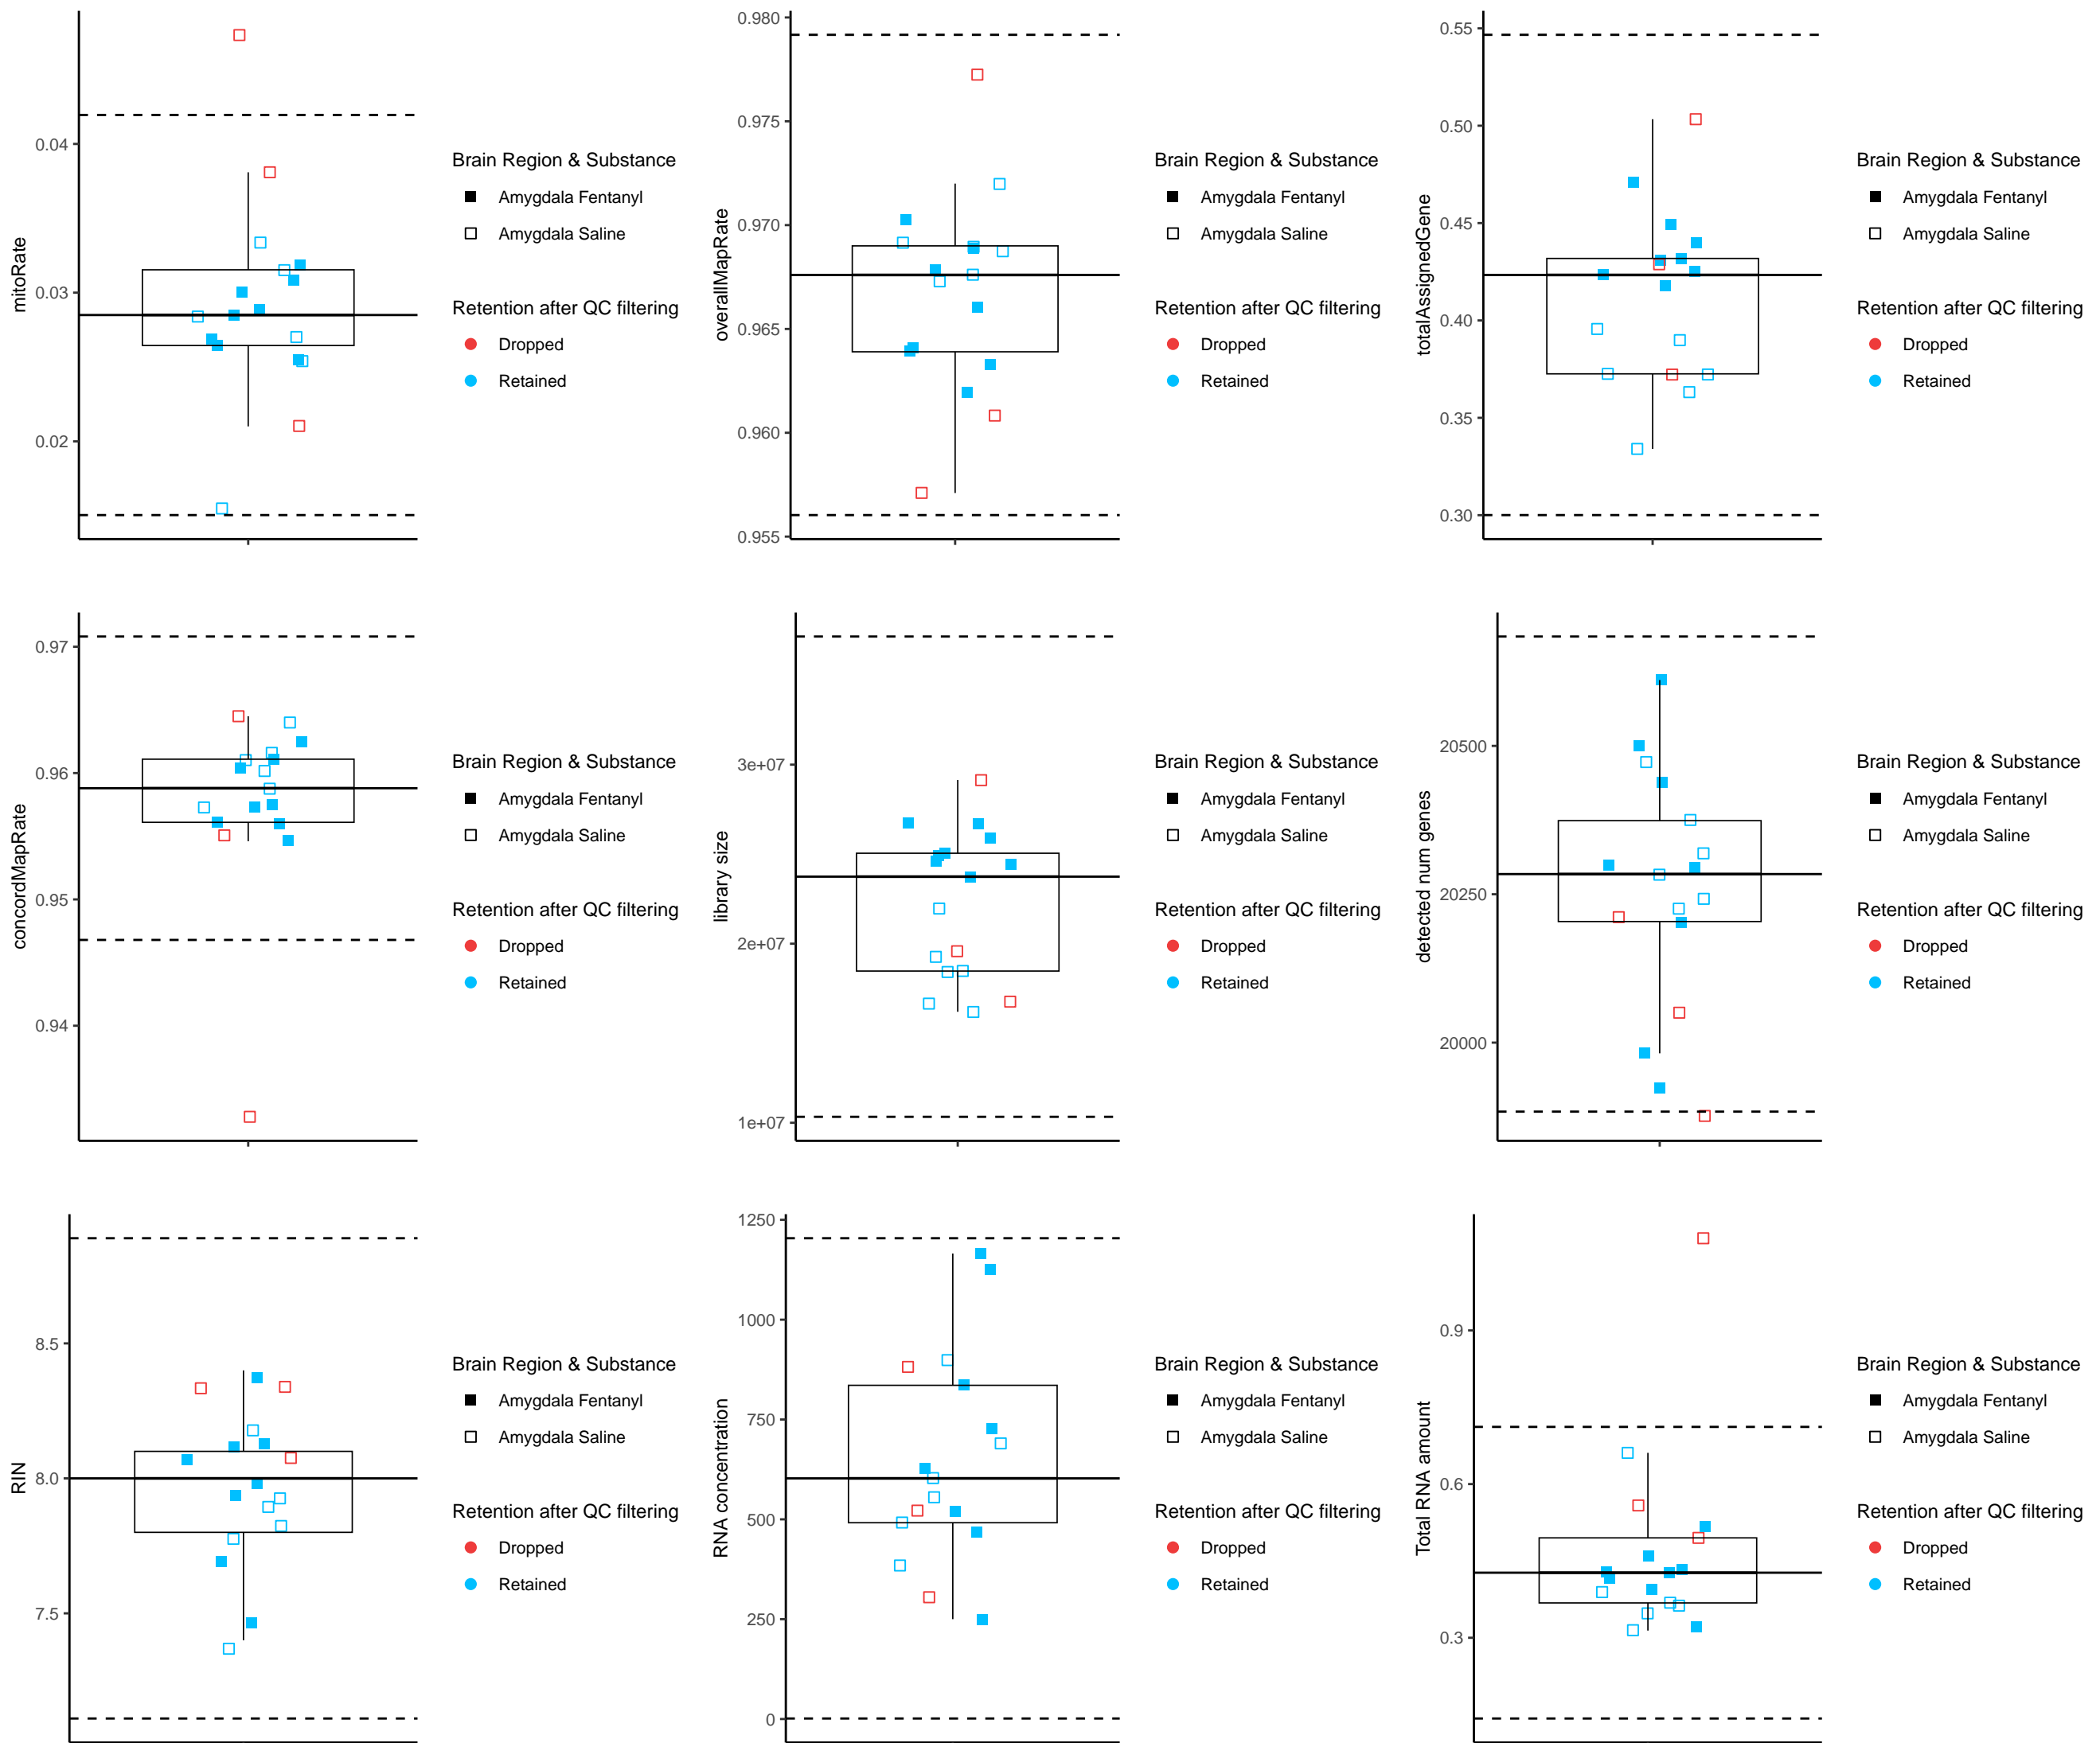 mitoRate
0.04
0.03
0.02
Brain Region & Substance
Amygdala Fentanyl
Amygdala Saline
Retention after QC filtering
Dropped
Retained
overallMapRate
0.980
0.975
0.970
0.965
0.960
0.955
Brain Region & Substance
Amygdala Fentanyl
Amygdala Saline
Retention after QC filtering
Dropped
Retained
totalAssignedGene
0.55
0.50
0.45
0.40
0.35
0.30
Brain Region & Substance
Amygdala Fentanyl
Amygdala Saline
Retention after QC filtering
Dropped
Retained
concordMapRate
0.97
0.96
0.95
0.94
Brain Region & Substance
Amygdala Fentanyl
Amygdala Saline
Retention after QC filtering
Dropped
Retained
library size
3e+07
2e+07
1e+07
Brain Region & Substance
Amygdala Fentanyl
Amygdala Saline
Retention after QC filtering
Dropped
Retained
detected num genes
20500
20250
20000
Brain Region & Substance
Amygdala Fentanyl
Amygdala Saline
Retention after QC filtering
Dropped
Retained
RIN
8.5
8.0
7.5
Brain Region & Substance
Amygdala Fentanyl
Amygdala Saline
Retention after QC filtering
Dropped
Retained
RNA concentration
1250
1000
750
500
250
0
Brain Region & Substance
Amygdala Fentanyl
Amygdala Saline
Retention after QC filtering
Dropped
Retained
Total RNA amount
0.9
0.6
0.3
Brain Region & Substance
Amygdala Fentanyl
Amygdala Saline
Retention after QC filtering
Dropped
Retained